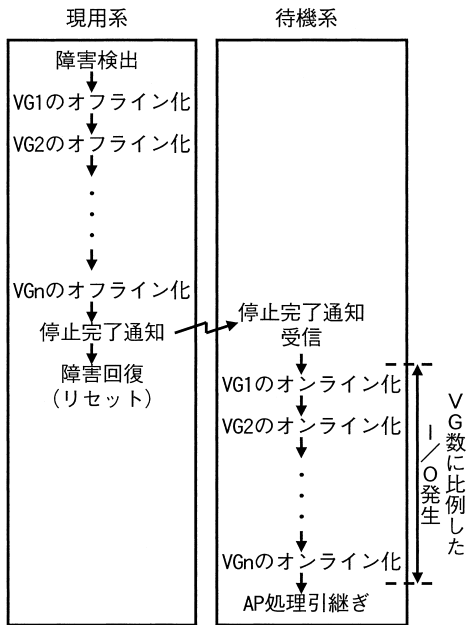 現用系
障害検出
VG1のオフライン化
VG2のオフライン化
VGnのオフライン化
停止完了通知
障害回復
(リセット)
待機系
停止完了通知
受信
VG1のオンライン化
VG2のオンライン化
VGnのオンライン化
AP処理引継ぎ
VG数に比例した
I/O発生